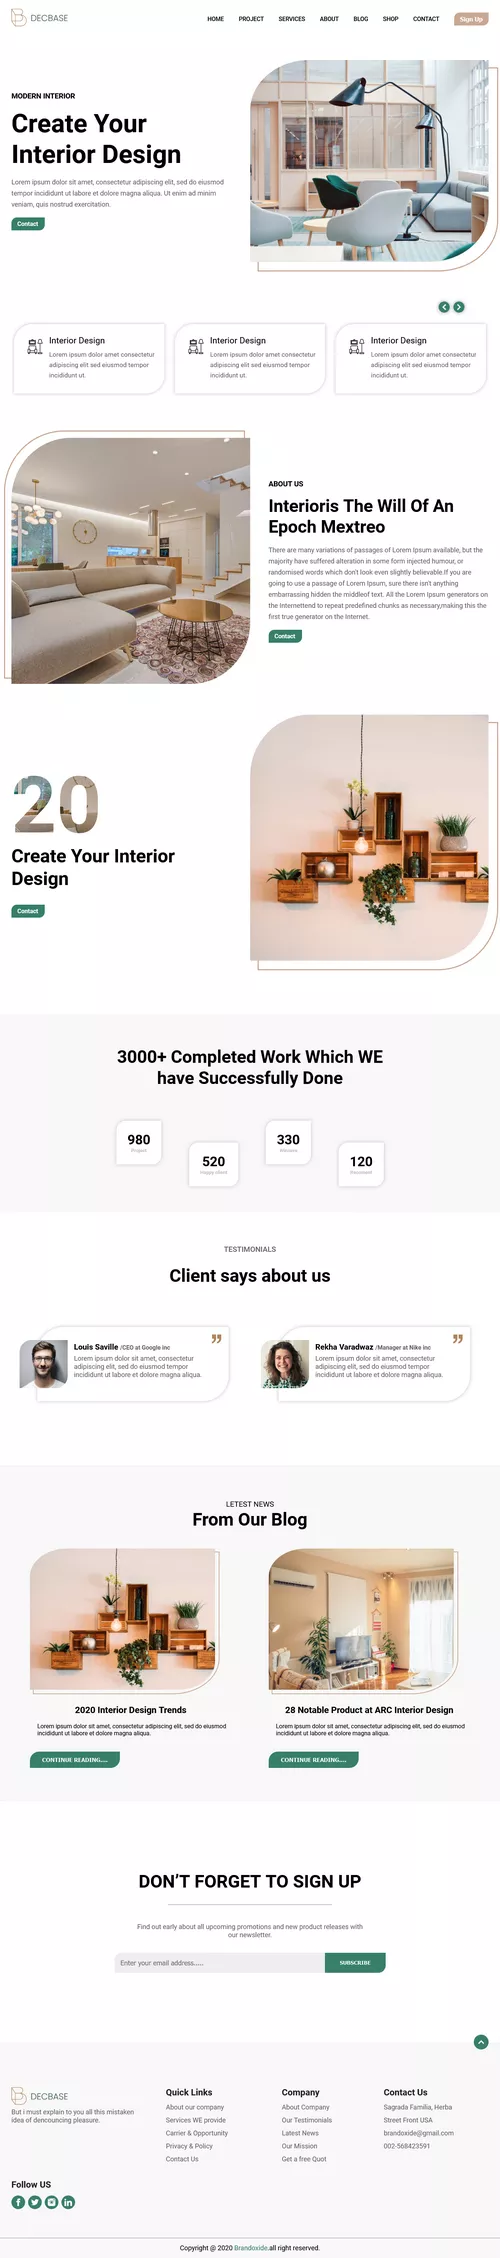 DECBASE
HOME PROJECT SERVICES ABOUT BLOG SHOP CONTACT Sign Up
MODERN INTERIOR
Create Your
Interior Design
Lorem ipsum dolor sit amet, consectetur adipiscing elit, sed do eiusmod
tempor incididunt ut labore et dolore magna aliqua. Ut enim ad minim
veniam, quis nostrud exercitation.
Contact
Interior Design
Lorem ipsum dolor amet consectetur
adipiscing elit sed eiusmod tempor
incididunt ut.
Interior Design
Lorem ipsum dolor amet consectetur
adipiscing elit sed eiusmod tempor
incididunt ut.
Interior Design
Lorem ipsum dolor amet consectetur
adipiscing elit sed eiusmod tempor
incididunt ut.
ABOUT US
Interioris The Will Of An
Epoch Mextreo
There are many variations of passages of Lorem Ipsum available, but the
majority have suffered alteration in some form injected humour, or
randomised words which don't look even slightly believable.If you are
going to use a passage of Lorem Ipsum, sure there isn't anything
embarrassing hidden the middleof text. All the Lorem Ipsum generators on
the Internettend to repeat predefined chunks as necessary,making this the
first true generator on the Internet.
Contact
20
Create Your Interior
Design
Contact
3000+ Completed Work Which WE
have Successfully Done
980
Project
520
Happy client
330
120
TESTIMONIALS
Client says about us
Louis Saville /CEO at Google inc
Lorem ipsum dolor sit amet, consectetur
adipiscing elit, sed do eiusmod tempor
incididunt ut labore et dolore magna aliqua.
Rekha Varadwaz /Manager at Nike inc
Lorem ipsum dolor sit amet, consectetur
adipiscing elit, sed do eiusmod tempor
incididunt ut labore et dolore magna aliqua.
LETEST NEWS
From Our Blog
2020 Interior Design Trends
Lorem ipsum dolor sit amet, consectetur adipiscing elit, sed do eiusmod
incididunt ut labore et dolore magna aliqua.
CONTINUE READING....
28 Notable Product at ARC Interior Design
Lorem ipsum dolor sit amet, consectetur adipiscing elit, sed do eiusmod
incididunt ut labore et dolore magna aliqua.
CONTINUE READING....
DON'T FORGET TO SIGN UP
Find out early about all upcoming promotions and new product releases with
our newsletter.
Enter your email address.....
SUBSCRIBE
DECBASE
But i must explain to you all this mistaken
idea of dencouncing pleasure.
Follow US
Quick Links
About our company
Services WE provide
Carrier & Opportunity
Privacy & Policy
Contact Us
Company
About Company
Our Testimonials
Latest News
Our Mission
Get a free Quot
Contact Us
Sagrada Familia, Herba
Street Front USA
brandoxide@gmail.com
002-568423591
Copyright @ 2020 Brandoxide.all right reserved.